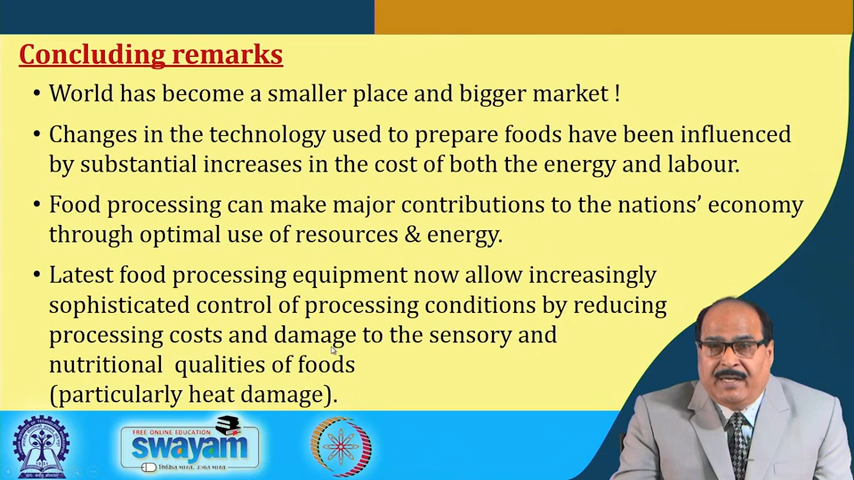 Concluding remarks
• World has become a smaller place and bigger market !
• Changes in the technology used to prepare foods have been influenced
by substantial increases in the cost of both the energy and labour.
• Food processing can make major contributions to the nations’ economy
through optimal use of resources & energy.
• Latest food processing equipment now allow increasingly
sophisticated control of processing conditions by reducing
processing costs and damage to the sensory and
nutritional qualities of foods
(particularly heat damage).
FREE ONLINE EDUCATION
swayam